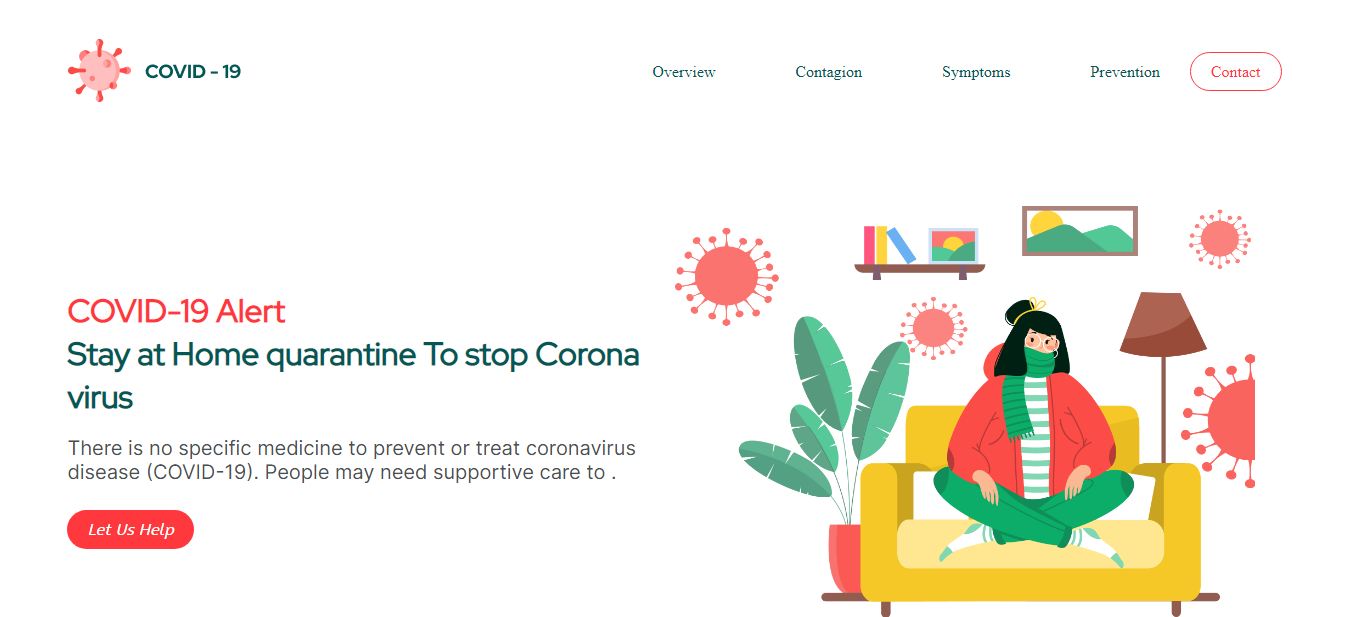 COVID - 19
Overview Contagion Symptoms Prevention Contact
COVID-19 Alert
Stay at Home quarantine To stop Corona
virus
There is no specific medicine to prevent or treat coronavirus
disease (COVID-19). People may need supportive care to .
Let Us Help